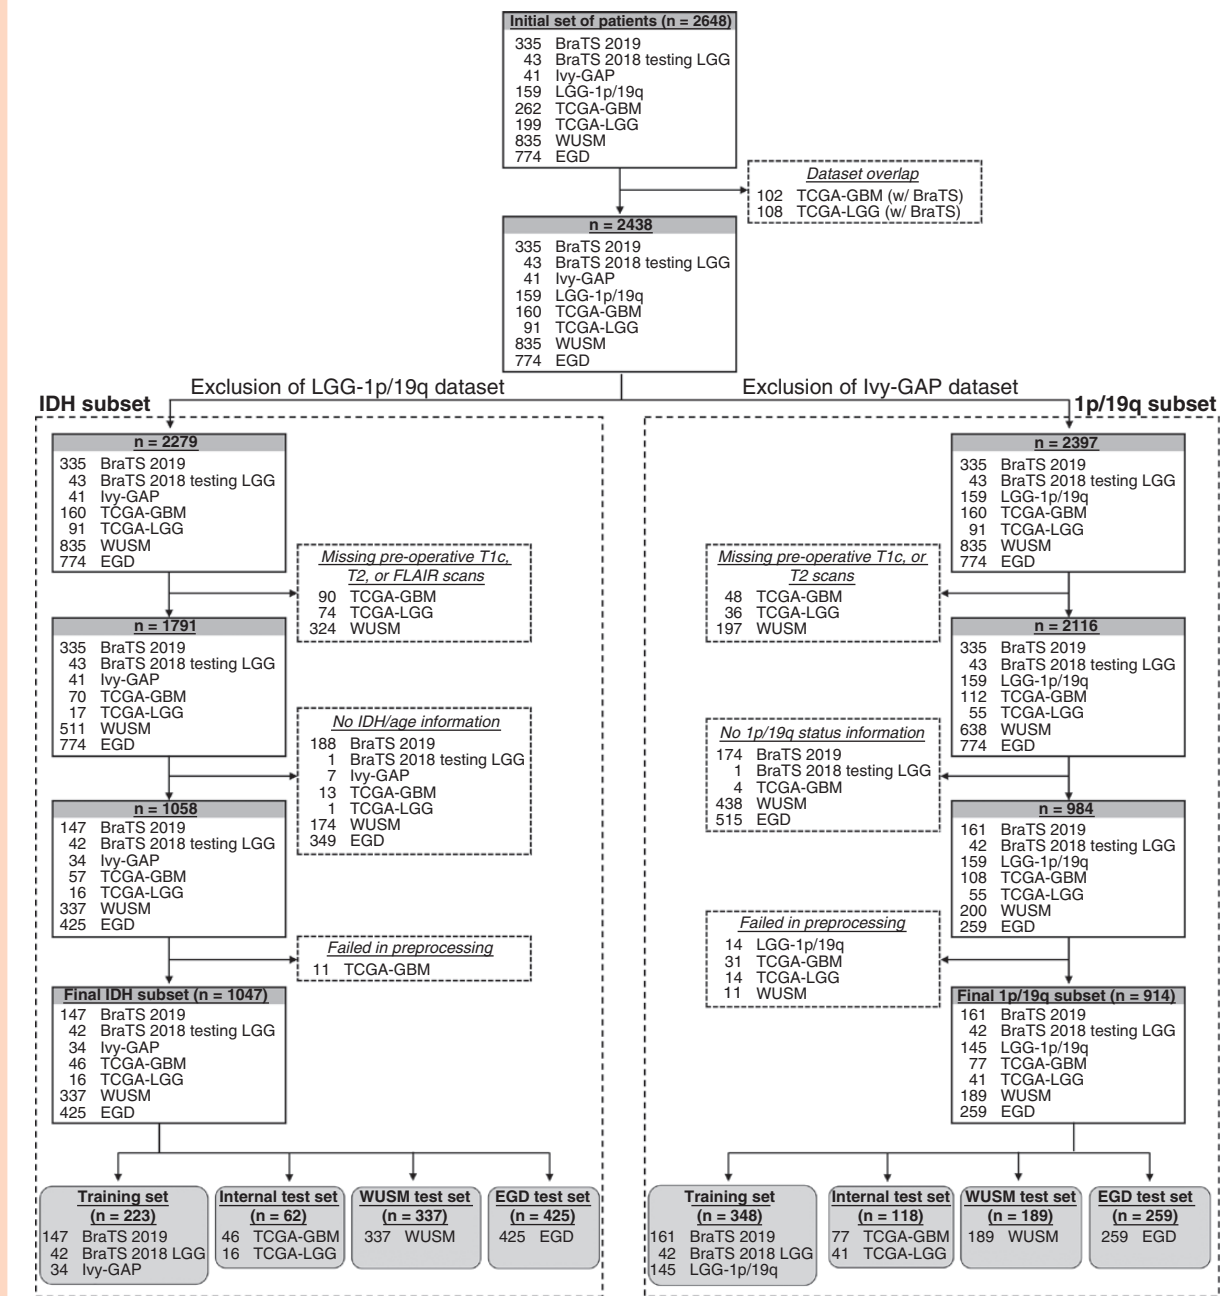 Initial set of patients (n = 2648)
335 BraTS 2019
43 BraTS 2018 testing LGG
41 Ivy-GAP
159 LGG-1p/19q
262 TCGA-GBM
199 TCGA-LGG
835 WUSM
774 EGD
Dataset overlap
102 TCGA-GBM (w/ BraTS)
108 TCGA-LGG (w/ BraTS)
n = 2438
335 BraTS 2019
43 BraTS 2018 testing LGG
41 Ivy-GAP
159 LGG-1p/19q
160 TCGA-GBM
91 TCGA-LGG
835 WUSM
774 EGD
Exclusion of LGG-1p/19q dataset
Exclusion of Ivy-GAP dataset
IDH subset
n = 2279
335 BraTS 2019
43 BraTS 2018 testing LGG
41 Ivy-GAP
160 TCGA-GBM
91 TCGA-LGG
835 WUSM
774 EGD
Missing pre-operative T1c,
T2, or FLAIR scans
90 TCGA-GBM
74 TCGA-LGG
324 WUSM
n = 1791
335 BraTS 2019
43 BraTS 2018 testing LGG
41 Ivy-GAP
70 TCGA-GBM
17 TCGA-LGG
511 WUSM
774 EGD
No IDH/age information
188 BraTS 2019
1 BraTS 2018 testing LGG
7 Ivy-GAP
13 TCGA-GBM
1 TCGA-LGG
174 WUSM
349 EGD
n = 1058
147 BraTS 2019
42 BraTS 2018 testing LGG
34 Ivy-GAP
57 TCGA-GBM
16 TCGA-LGG
337 WUSM
425 EGD
Failed in preprocessing
11 TCGA-GBM
Final IDH subset (n = 1047)
147 BraTS 2019
42 BraTS 2018 testing LGG
34 Ivy-GAP
46 TCGA-GBM
16 TCGA-LGG
337 WUSM
425 EGD
Training set
(n = 223)
147 BraTS 2019
42 BraTS 2018 LGG
34 Ivy-GAP
Internal test set
(n = 62)
46 TCGA-GBM
16 TCGA-LGG
WUSM test set
(n = 337)
337 WUSM
EGD test set
(n = 425)
425 EGD
1p/19q subset
n = 2397
335 BraTS 2019
43 BraTS 2018 testing LGG
159 LGG-1p/19q
160 TCGA-GBM
91 TCGA-LGG
835 WUSM
774 EGD
Missing pre-operative T1c, or
T2 scans
48 TCGA-GBM
36 TCGA-LGG
197 WUSM
n = 2116
335 BraTS 2019
43 BraTS 2018 testing LGG
159 LGG-1p/19q
112 TCGA-GBM
55 TCGA-LGG
638 WUSM
774 EGD
No 1p/19q status information
174 BraTS 2019
1 BraTS 2018 testing LGG
4 TCGA-GBM
438 WUSM
515 EGD
n = 984
161 BraTS 2019
42 BraTS 2018 testing LGG
159 LGG-1p/19q
108 TCGA-GBM
55 TCGA-LGG
200 WUSM
259 EGD
Failed in preprocessing
14 LGG-1p/19q
31 TCGA-GBM
14 TCGA-LGG
11 WUSM
Final 1p/19q subset (n = 914)
161 BraTS 2019
42 BraTS 2018 testing LGG
145 LGG-1p/19q
77 TCGA-GBM
41 TCGA-LGG
189 WUSM
259 EGD
Training set
(n = 348)
161 BraTS 2019
42 BraTS 2018 LGG
145 LGG-1p/19q
Internal test set
(n = 118)
77 TCGA-GBM
41 TCGA-LGG
WUSM test set
(n = 189)
189 WUSM
EGD test set
(n = 259)
259 EGD